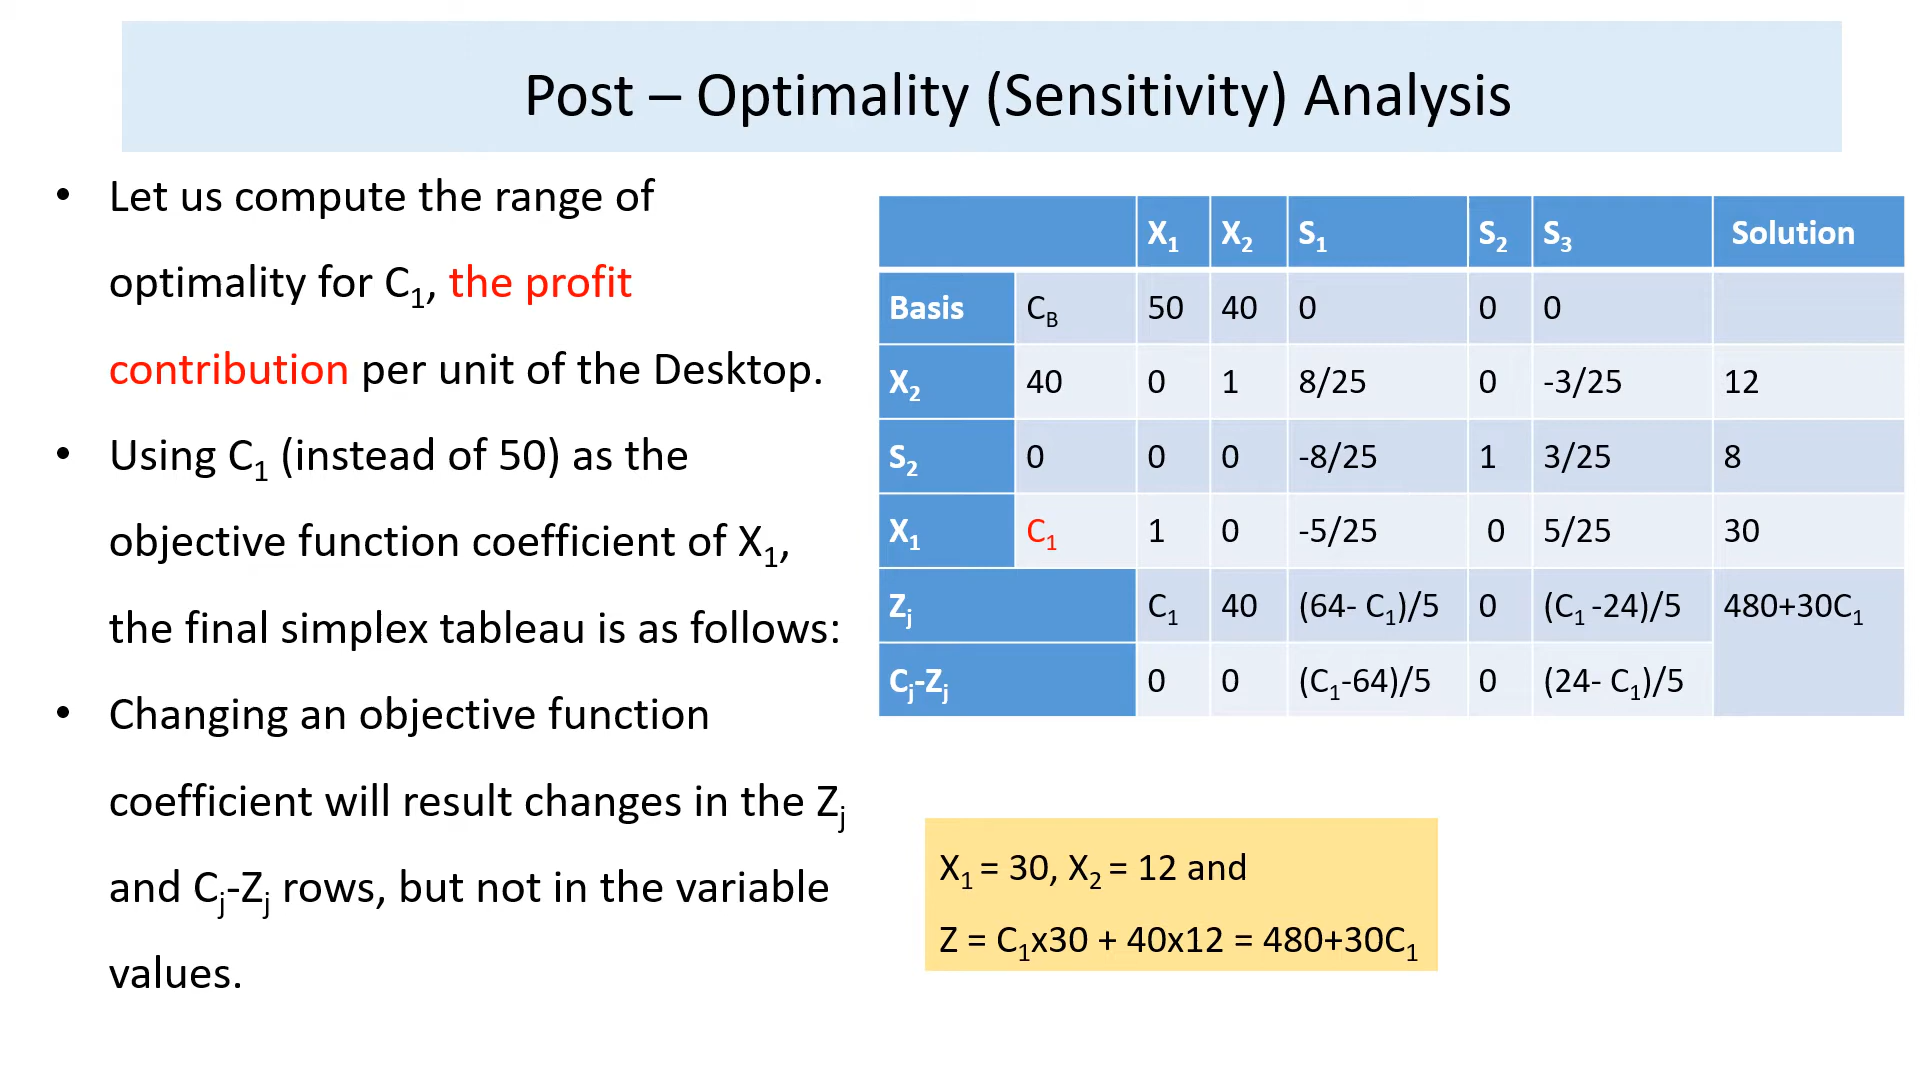 Post – Optimality (Sensitivity) Analysis
• Let us compute the range of
optimality for C₁, the profit
contribution per unit of the Desktop.
• Using C₁ (instead of 50) as the
objective function coefficient of X₁,
the final simplex tableau is as follows:
• Changing an objective function
coefficient will result changes in the Zⱼ
and Cⱼ-Zⱼ rows, but not in the variable
values.
X₁ X₂ S₁ S₂ S₃ Solution
Basis C_B 50 40 0 0 0
X₂ 40 0 1 8/25 0 -3/25 12
S₂ 0 0 0 -8/25 1 3/25 8
X₁ C₁ 1 0 -5/25 0 5/25 30
Zⱼ C₁ 40 (64- C₁)/5 0 (C₁ -24)/5 480+30C₁
Cⱼ-Zⱼ 0 0 (C₁-64)/5 0 (24- C₁)/5
X₁ = 30, X₂ = 12 and
Z = C₁x30 + 40x12 = 480+30C₁